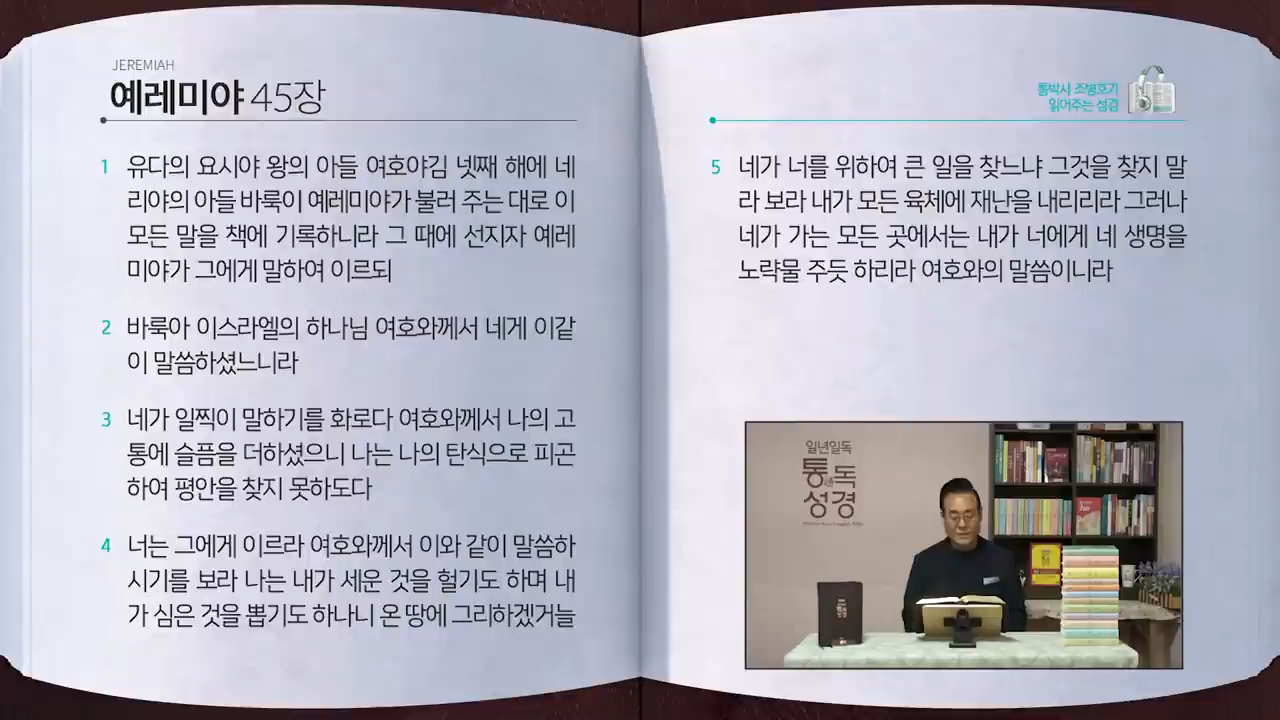 JEREMIAH
예레미야 45장
1 유다의 요시야 왕의 아들 여호야김 넷째 해에 네
리야의 아들 바룩이 예레미야가 불러 주는 대로 이
모든 말을 책에 기록하니라 그 때에 선지자 예레
미야가 그에게 말하여 이르되
2 바룩아 이스라엘의 하나님 여호와께서 네게 이같
이 말씀하셨느니라
3 네가 일찍이 말하기를 화로다 여호와께서 나의 고
통에 슬픔을 더하셨으니 나는 나의 탄식으로 피곤
하여 평안을 찾지 못하도다
4 너는 그에게 이르라 여호와께서 이와 같이 말씀하
시기를 보라 나는 내가 세운 것을 헐기도 하며 내
가 심은 것을 뽑기도 하나니 온 땅에 그리하겠거늘
통박사 조병호가
읽어주는 성경
5 네가 너를 위하여 큰 일을 찾느냐 그것을 찾지 말
라 보라 내가 모든 육체에 재난을 내리리라 그러나
네가 가는 모든 곳에서는 내가 너에게 네 생명을
노략물 주듯 하리라 여호와의 말씀이니라
일년일독
통독
성경